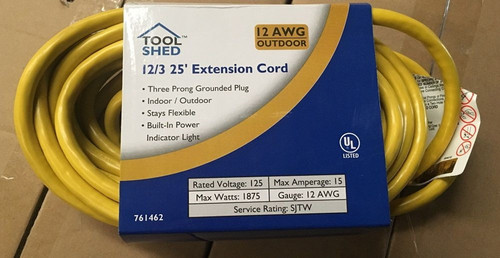 TOOL™
SHED
12 AWG
OUTDOOR
12/3 25' Extension Cord
• Three Prong Grounded Plug
• Indoor / Outdoor
• Stays Flexible
• Built-In Power
Indicator Light
UL
LISTED
Rated Voltage: 125 Max Amperage: 15
Max Watts: 1875 Gauge: 12 AWG
Service Rating: SJTW
761462